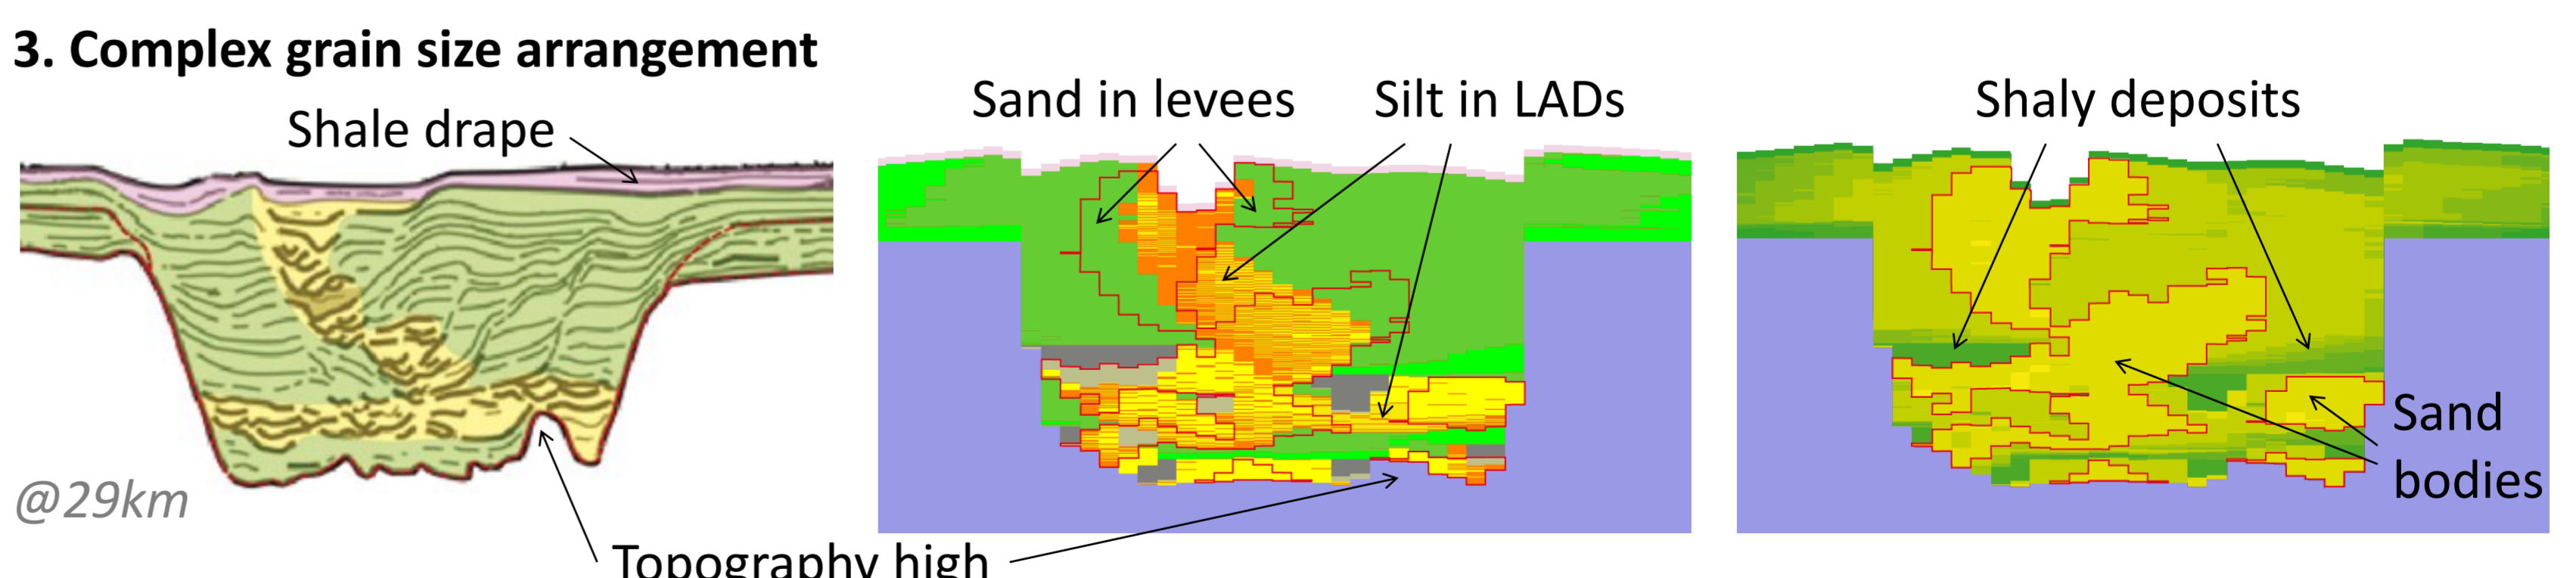 3. Complex grain size arrangement
Shale drape
Sand in levees
Silt in LADs
Shaly deposits
Sand
bodies
@29km
Topography high